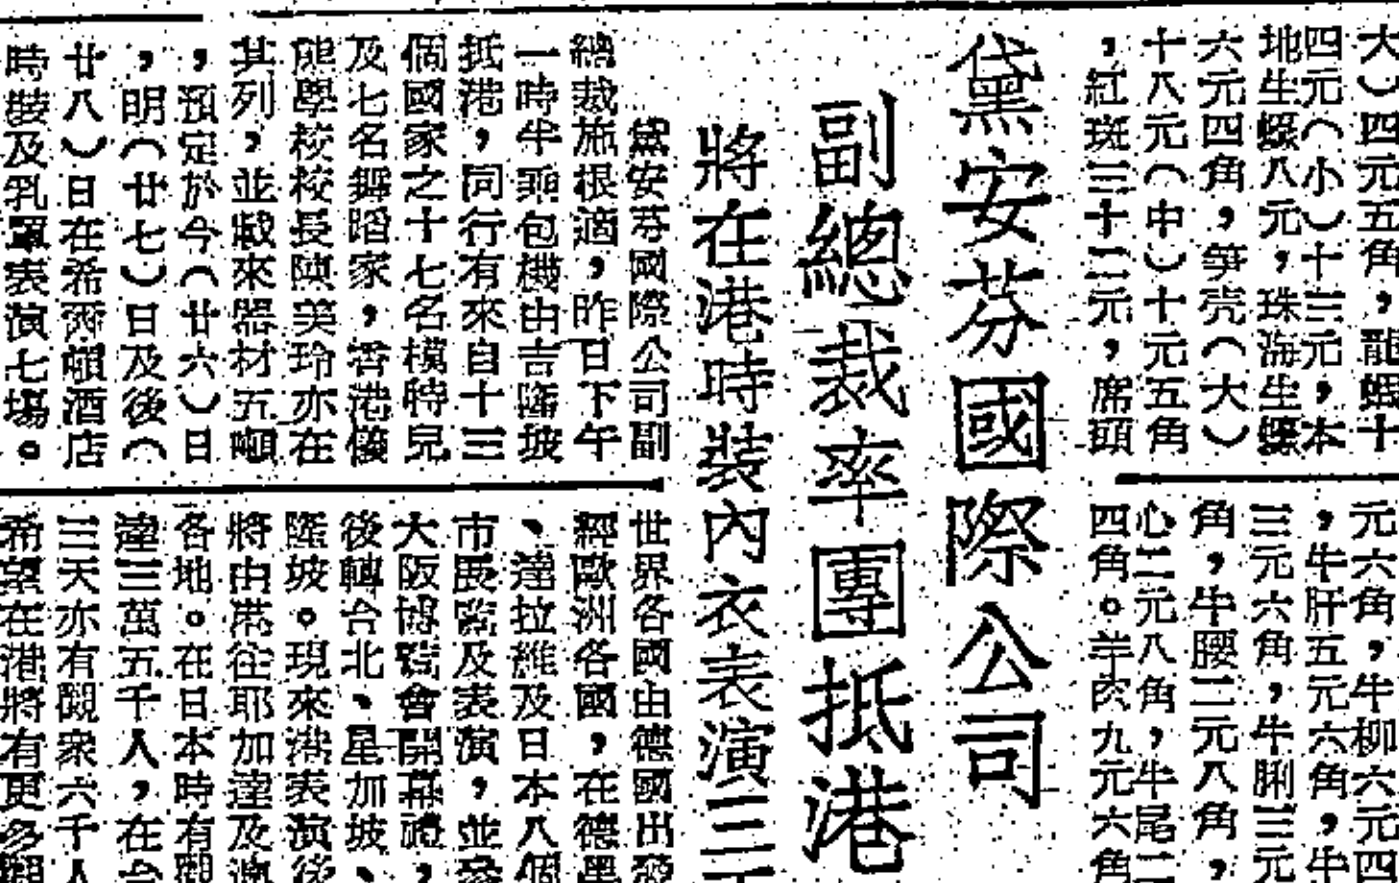 大）四元五角，龍蝦十
四元（小）十三元，本
地生螺八元，珠海生螺
六元四角，筍壳（大）
十八元（中）十元五角
，紅斑三十二元，席頭
元六角，牛柳六元四
，牛肝五元六角，牛
三元六角，牛脷三元
角，牛腰二元八角，
心二元八角，牛尾二
四角。羊肉九元六角
黛安芬國際公司
副總裁率團抵港
將在港時裝內衣表演三
黛安芬國際公司副
總裁施根適，昨日下午
一時半乘包機由吉隆坡
抵港，同行有來自十三
個國家之十七名模特兒
及七名舞蹈家，香港儀
態學校校長陳美玲亦在
其列，並載來器材五噸
，預定於今（廿六）日
，明（廿七）日及後（
廿八）日在希爾頓酒店
時裝及乳罩表演七場。
世界各國由德國出發
經歐洲各國，在德黑
、達拉維及日本八個
市展覽及表演，並參
大阪博覽會開幕禮，
後轉台北、星加坡、
隆坡。現來港表演後
將由港往耶加達及澳
各地。在日本時有觀
達三萬五千人，在台
三天亦有觀衆六千人
希望在港將有更多觀